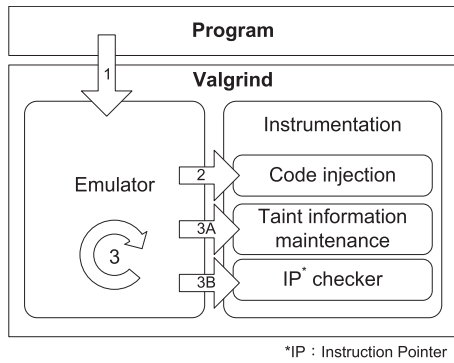 Program
1
Valgrind
Instrumentation
2
Code injection
Emulator
3A
Taint information
maintenance
3
3B
IP* checker
*IP : Instruction Pointer